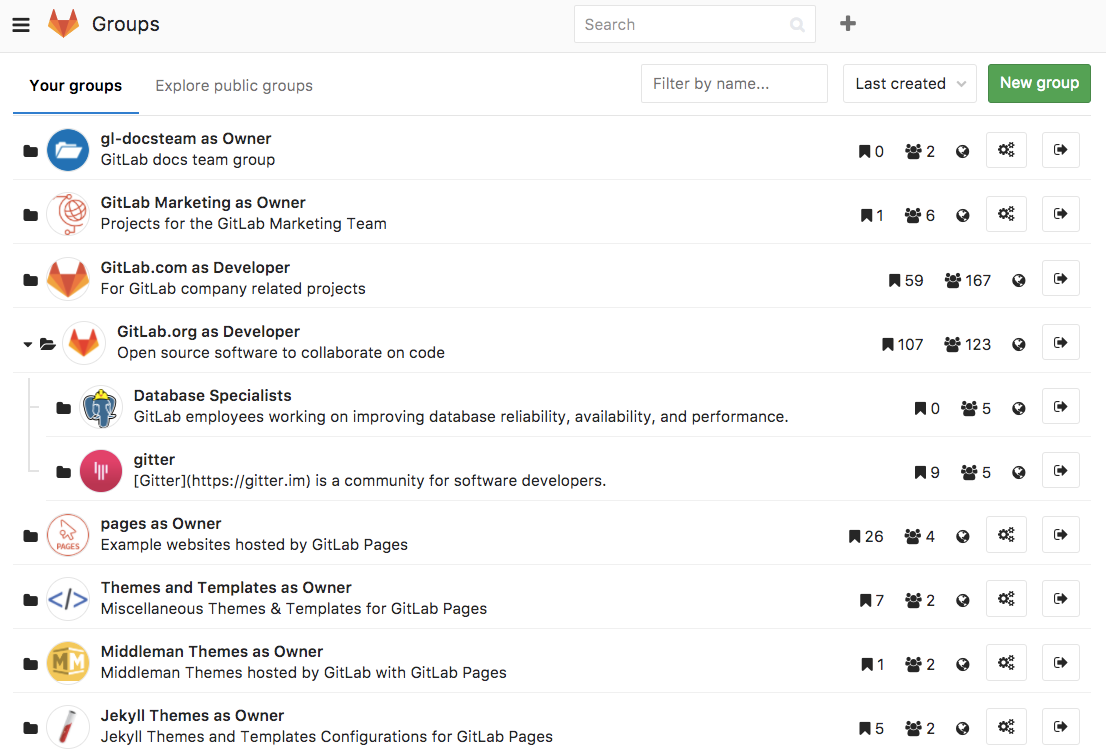 Groups
Search
Your groups
Explore public groups
Filter by name...
Last created
New group
gl-docsteam as Owner
GitLab docs team group
0
2
GitLab Marketing as Owner
Projects for the GitLab Marketing Team
1
6
GitLab.com as Developer
For GitLab company related projects
59
167
GitLab.org as Developer
Open source software to collaborate on code
107
123
Database Specialists
GitLab employees working on improving database reliability, availability, and performance.
0
5
gitter
[Gitter](https://gitter.im) is a community for software developers.
9
5
PAGES
pages as Owner
Example websites hosted by GitLab Pages
26
4
</>
Themes and Templates as Owner
Miscellaneous Themes & Templates for GitLab Pages
7
2
MM
Middleman Themes as Owner
Middleman Themes hosted by GitLab with GitLab Pages
1
2
Jekyll Themes as Owner
Jekyll Themes and Templates Configurations for GitLab Pages
5
2